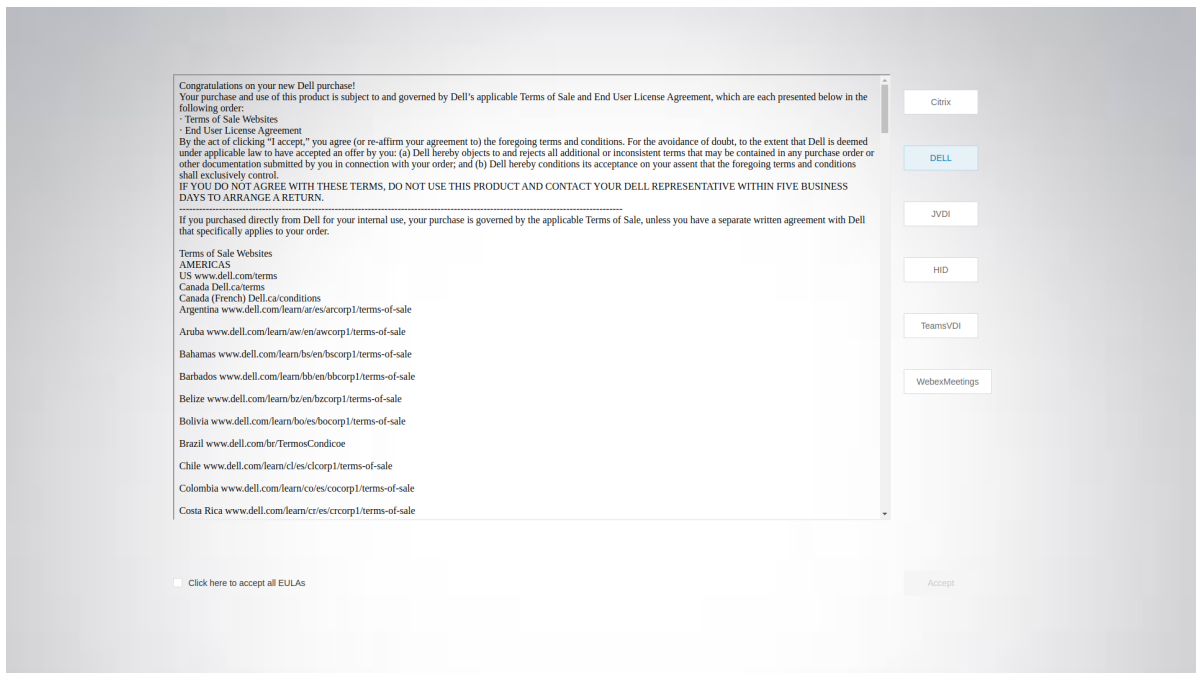 Congratulations on your new Dell purchase!
Your purchase and use of this product is subject to and governed by Dell’s applicable Terms of Sale and End User License Agreement, which are each presented below in the
following order:
· Terms of Sale Websites
· End User License Agreement
By the act of clicking “I accept,” you agree (or re-affirm your agreement to) the foregoing terms and conditions. For the avoidance of doubt, to the extent that Dell is deemed
under applicable law to have accepted an offer by you: (a) Dell hereby objects to and rejects all additional or inconsistent terms that may be contained in any purchase order or
other documentation submitted by you in connection with your order; and (b) Dell hereby conditions its acceptance on your assent that the foregoing terms and conditions
shall exclusively control.
IF YOU DO NOT AGREE WITH THESE TERMS, DO NOT USE THIS PRODUCT AND CONTACT YOUR DELL REPRESENTATIVE WITHIN FIVE BUSINESS
DAYS TO ARRANGE A RETURN.
----------------------------------------------------------------------------------------------------------------------------------------
If you purchased directly from Dell for your internal use, your purchase is governed by the applicable Terms of Sale, unless you have a separate written agreement with Dell
that specifically applies to your order.
Terms of Sale Websites
AMERICAS
US www.dell.com/terms
Canada Dell.ca/terms
Canada (French) Dell.ca/conditions
Argentina www.dell.com/learn/ar/es/arcorp1/terms-of-sale
Aruba www.dell.com/learn/aw/en/awcorp1/terms-of-sale
Bahamas www.dell.com/learn/bs/en/bscorp1/terms-of-sale
Barbados www.dell.com/learn/bb/en/bbcorp1/terms-of-sale
Belize www.dell.com/learn/bz/en/bzcorp1/terms-of-sale
Bolivia www.dell.com/learn/bo/es/bocorp1/terms-of-sale
Brazil www.dell.com/br/TermosCondicoe
Chile www.dell.com/learn/cl/es/clcorp1/terms-of-sale
Colombia www.dell.com/learn/co/es/cocorp1/terms-of-sale
Costa Rica www.dell.com/learn/cr/es/crcorp1/terms-of-sale
Citrix
DELL
JVDI
HID
TeamsVDI
WebexMeetings
Click here to accept all EULAs
Accept